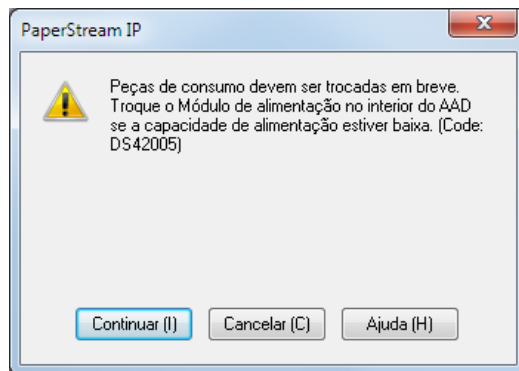 PaperStream IP
Peças de consumo devem ser trocadas em breve.
Troque o Módulo de alimentação no interior do AAD
se a capacidade de alimentação estiver baixa. (Code:
DS42005)
Continuar (I) Cancelar (C) Ajuda (H)